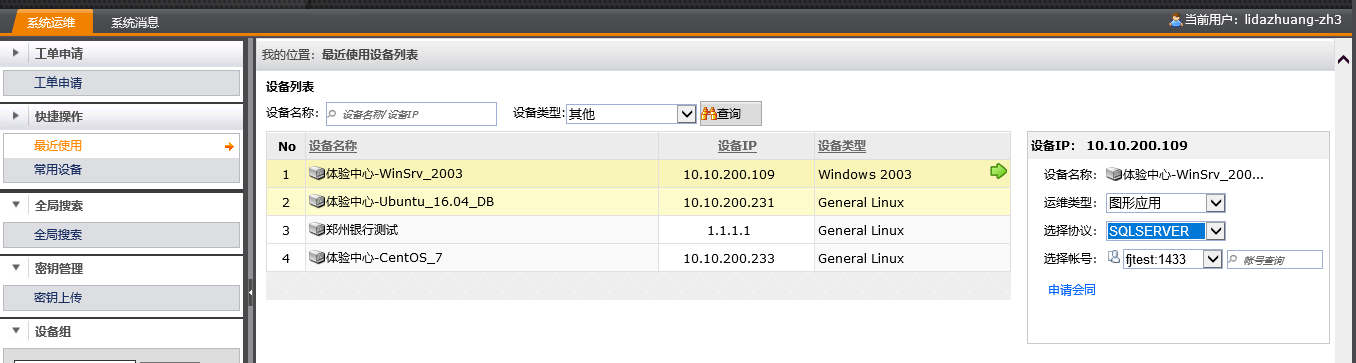 系统运维 系统消息 当前用户：lidazhuang-zh3
工单申请
工单申请
快捷操作
最近使用
常用设备
全局搜索
全局搜索
密钥管理
密钥上传
设备组
我的位置：最近使用设备列表
设备列表
设备名称： 设备名称/设备IP 设备类型: 其他 查询
No 设备名称 设备IP 设备类型
1 体验中心-WinSrv_2003 10.10.200.109 Windows 2003
2 体验中心-Ubuntu_16.04_DB 10.10.200.231 General Linux
3 郑州银行测试 1.1.1.1 General Linux
4 体验中心-CentOS_7 10.10.200.233 General Linux
设备IP： 10.10.200.109
设备名称： 体验中心-WinSrv_200...
运维类型： 图形应用
选择协议： SQLSERVER
选择帐号： fjtest:1433 帐号查询
申请会同